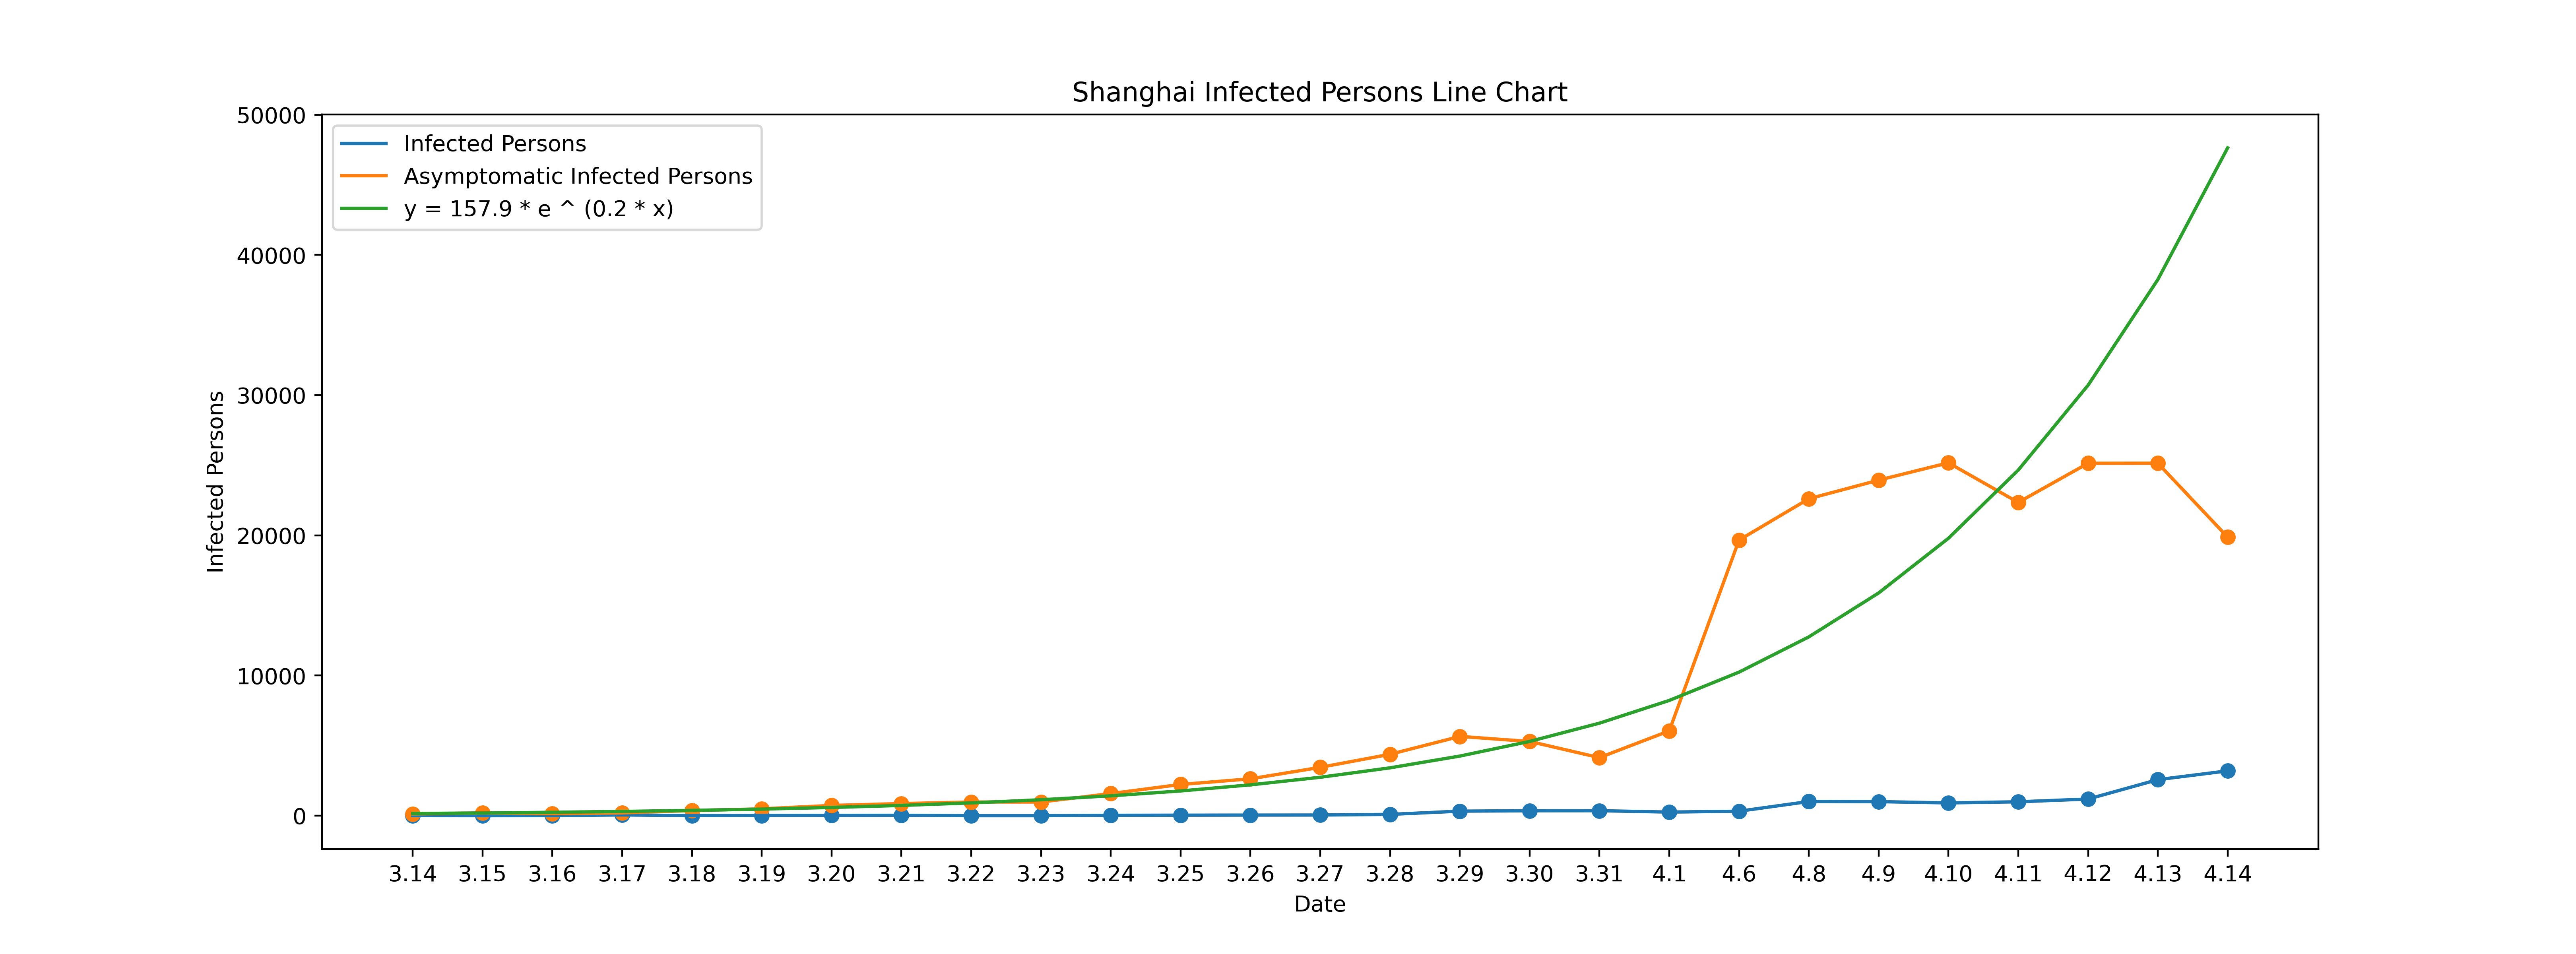 Shanghai Infected Persons Line Chart
50000
40000
30000
20000
10000
0
Infected Persons
Infected Persons
Asymptomatic Infected Persons
y = 157.9 * e ^ (0.2 * x)
3.14 3.15 3.16 3.17 3.18 3.19 3.20 3.21 3.22 3.23 3.24 3.25 3.26 3.27 3.28 3.29 3.30 3.31 4.1 4.6 4.8 4.9 4.10 4.11 4.12 4.13 4.14
Date